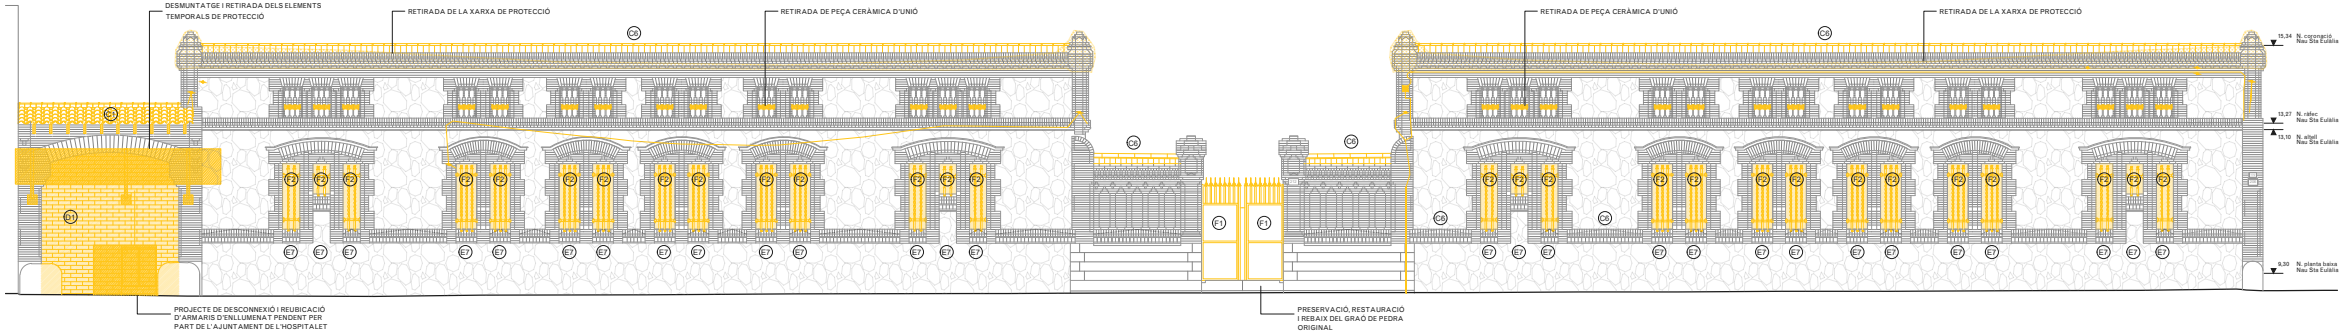 DESMUNTATGE I RETIRADA DELS ELEMENTS
TEMPORALS DE PROTECCIÓ
RETIRADA DE LA XARXA DE PROTECCIÓ
RETIRADA DE PEÇA CERÀMICA D'UNIÓ
RETIRADA DE PEÇA CERÀMICA D'UNIÓ
RETIRADA DE LA XARXA DE PROTECCIÓ
C6
C6
15,34 N. coronació
Nau Sta Eulàlia
C1
13,27 N. ràfec
Nau Sta Eulàlia
13,10 N. altell
Nau Sta Eulàlia
C6
C6
F2 F2 F2 F2 F2 F2 F2 F2 F2 F2 F2 F2 F2 F2 F2 F2 F2 F2 F2 F2 F2 F2 F2 F2 F2 F2 F2 F2
D1
F1 F1
C6 C6
E7 E7 E7 E7 E7 E7 E7 E7 E7 E7 E7 E7 E7 E7 E7 E7 E7 E7 E7 E7 E7 E7 E7 E7 E7 E7 E7 E7
9,30 N. planta baixa
Nau Sta Eulàlia
PROJECTE DE DESCONNEXIÓ I REUBICACIÓ
D'ARMARIS D'ENLLUMENAT PENDENT PER
PART DE L'AJUNTAMENT DE L'HOSPITALET
PRESERVACIÓ, RESTAURACIÓ
I REBAIX DEL GRAÓ DE PEDRA
ORIGINAL